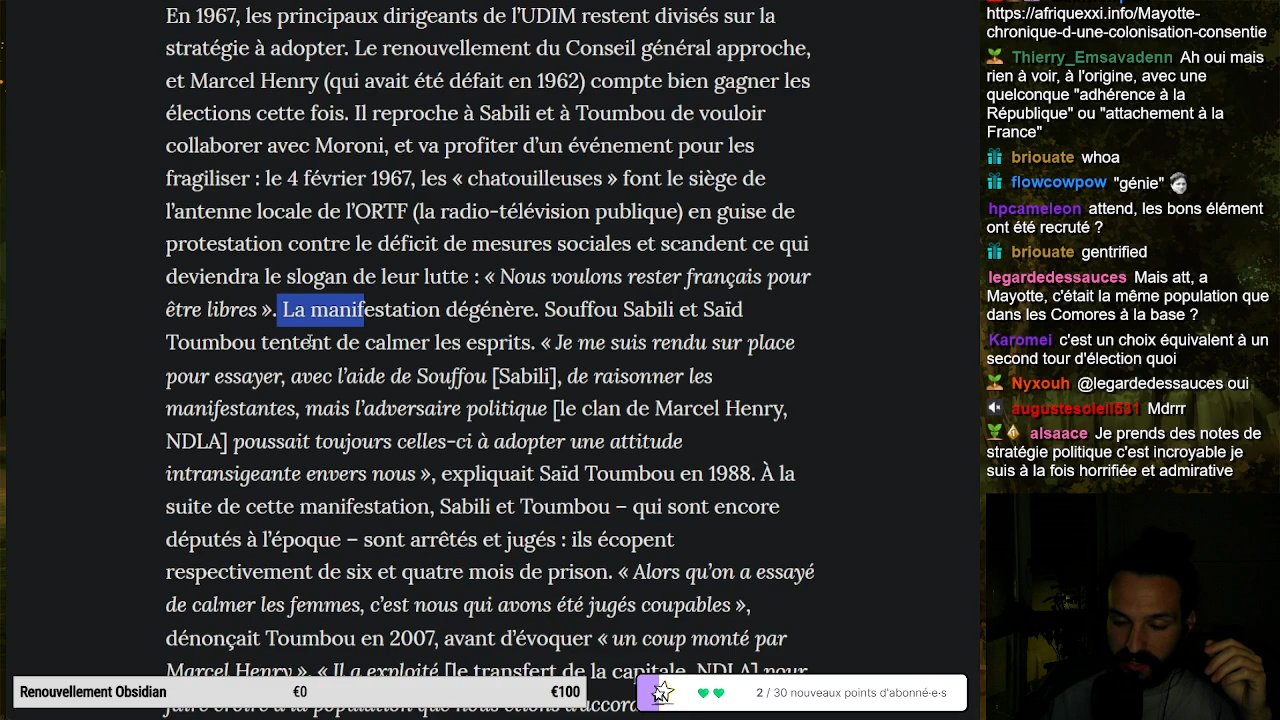 En 1967, les principaux dirigeants de l’UDIM restent divisés sur la
stratégie à adopter. Le renouvellement du Conseil général approche,
et Marcel Henry (qui avait été défait en 1962) compte bien gagner les
élections cette fois. Il reproche à Sabili et à Toumbou de vouloir
collaborer avec Moroni, et va profiter d’un événement pour les
fragiliser : le 4 février 1967, les « chatouilleuses » font le siège de
l’antenne locale de l’ORTF (la radio-télévision publique) en guise de
protestation contre le déficit de mesures sociales et scandent ce qui
deviendra le slogan de leur lutte : « Nous voulons rester français pour
être libres ». La manifestation dégénère. Souffou Sabili et Saïd
Toumbou tentent de calmer les esprits. « Je me suis rendu sur place
pour essayer, avec l’aide de Souffou [Sabili], de raisonner les
manifestantes, mais l’adversaire politique [le clan de Marcel Henry,
NDLA] poussait toujours celles-ci à adopter une attitude
intransigeante envers nous », expliquait Saïd Toumbou en 1988. À la
suite de cette manifestation, Sabili et Toumbou – qui sont encore
députés à l’époque – sont arrêtés et jugés : ils écopent
respectivement de six et quatre mois de prison. « Alors qu’on a essayé
de calmer les femmes, c’est nous qui avons été jugés coupables »,
dénonçait Toumbou en 2007, avant d’évoquer « un coup monté par
Marcel Henry ». « Il a exploité [le transfert de la capitale, NDLA] pour
faire croire à la population que nous étions d’accord
Renouvellement Obsidian €0 €100
2 / 30 nouveaux points d'abonné·e·s
https://afriquexxi.info/Mayotte-
chronique-d-une-colonisation-consentie
Thierry_Emsavadenn Ah oui mais
rien à voir, à l'origine, avec une
quelconque "adhérence à la
République" ou "attachement à la
France"
briouate whoa
flowcowpow "génie"
hpcameleon attend, les bons élément
ont été recruté ?
briouate gentrified
legardedessauces Mais att, a
Mayotte, c'était la même population que
dans les Comores à la base ?
Karomei c'est un choix équivalent à un
second tour d'élection quoi
Nyxouh @legardedessauces oui
augustesoleil531 Mdrrr
alsaace Je prends des notes de
stratégie politique c'est incroyable je
suis à la fois horrifiée et admirative